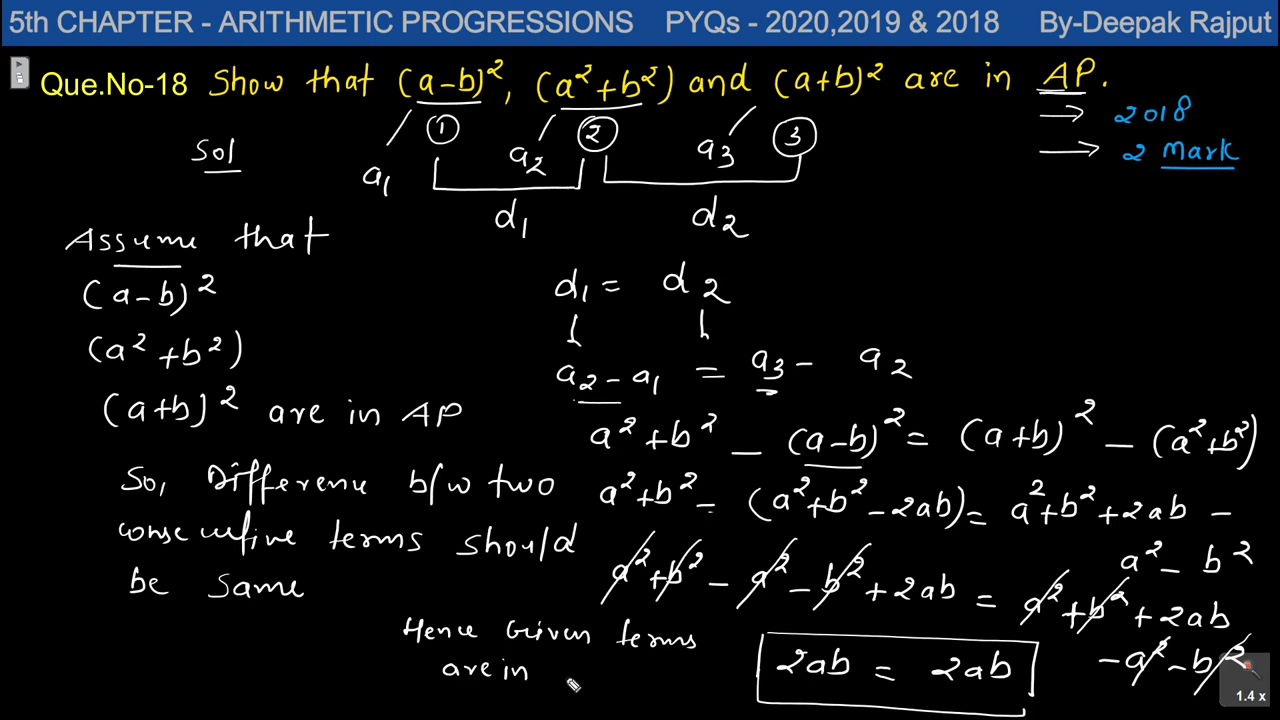 5th CHAPTER - ARITHMETIC PROGRESSIONS PYQs - 2020,2019 & 2018 By-Deepak Rajput
Que.No-18 Show that (a-b)², (a²+b²) and (a+b)² are in AP.
→ 2018
→ 2 Mark
Sol
① ② ③
a₁ a₂ a₃
d₁ d₂
Assume that
(a-b)²
(a²+b²)
(a+b)² are in AP
So, Difference b/w two
consecutive terms should
be same
d₁ = d₂
a₂ - a₁ = a₃ - a₂
a²+b² - (a-b)² = (a+b)² - (a²+b²)
a²+b² - (a²+b²-2ab) = a²+b²+2ab -
a² - b²
a²+b² - a² - b² + 2ab = a²+b²+2ab
-a²-b²
2ab = 2ab
Hence Given terms
are in
1.4 x